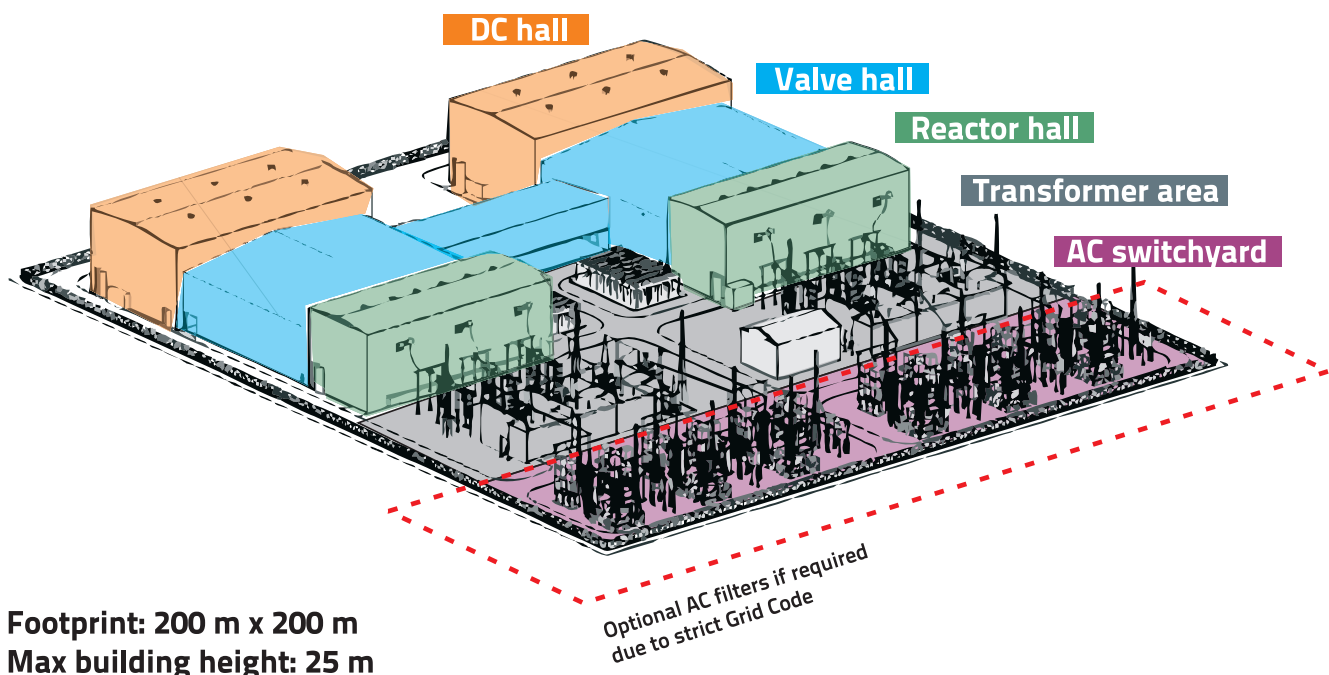 DC hall
Valve hall
Reactor hall
Transformer area
AC switchyard
Optional AC filters if required
due to strict Grid Code
Footprint: 200 m x 200 m
Max building height: 25 m